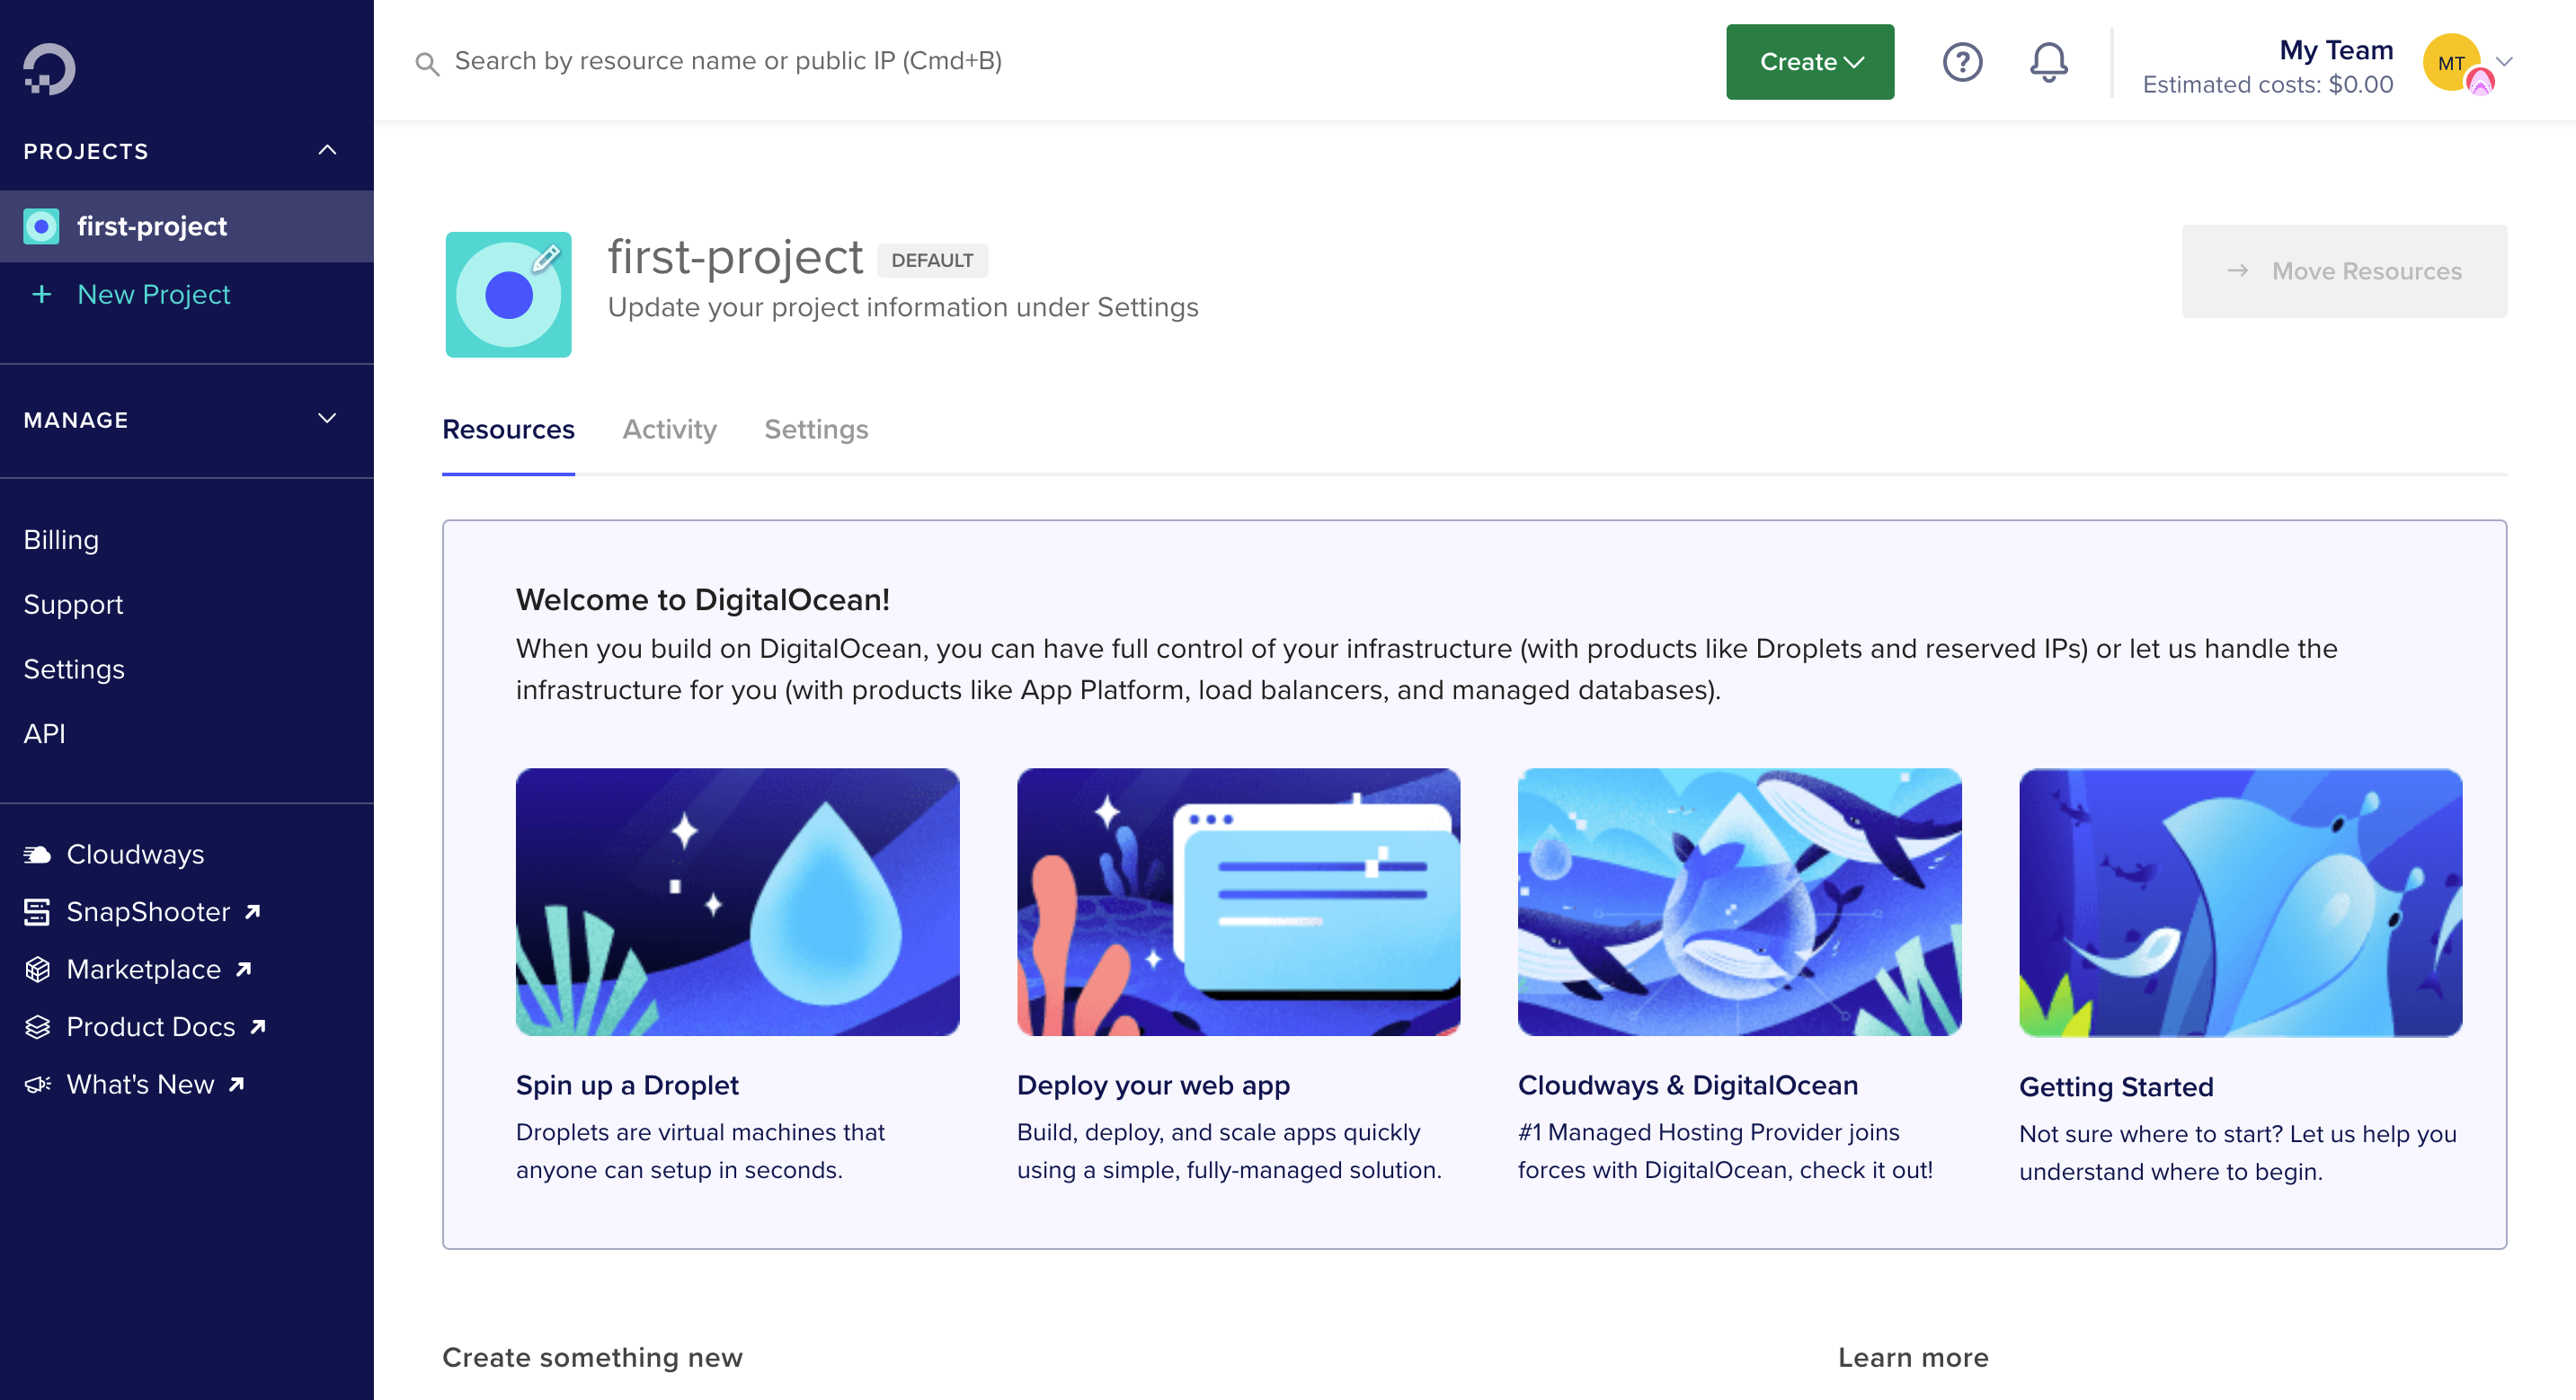 Search by resource name or public IP (Cmd+B)
Create
?
My Team
Estimated costs: $0.00
MT
PROJECTS
first-project
+ New Project
MANAGE
Billing
Support
Settings
API
Cloudways
SnapShooter
Marketplace
Product Docs
What's New
first-project DEFAULT
Update your project information under Settings
→ Move Resources
Resources Activity Settings
Welcome to DigitalOcean!
When you build on DigitalOcean, you can have full control of your infrastructure (with products like Droplets and reserved IPs) or let us handle the
infrastructure for you (with products like App Platform, load balancers, and managed databases).
Spin up a Droplet
Droplets are virtual machines that
anyone can setup in seconds.
Deploy your web app
Build, deploy, and scale apps quickly
using a simple, fully-managed solution.
Cloudways & DigitalOcean
#1 Managed Hosting Provider joins
forces with DigitalOcean, check it out!
Getting Started
Not sure where to start? Let us help you
understand where to begin.
Create something new
Learn more